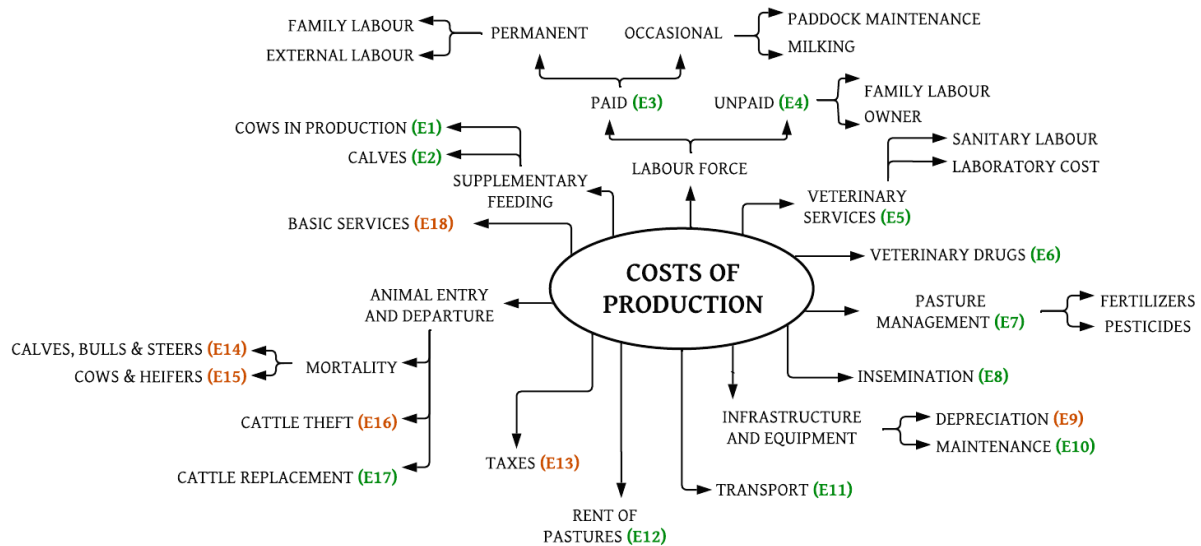 FAMILY LABOUR
EXTERNAL LABOUR
PERMANENT
OCCASIONAL
PADDOCK MAINTENANCE
MILKING
PAID (E3)
UNPAID (E4)
FAMILY LABOUR
OWNER
COWS IN PRODUCTION (E1)
CALVES (E2)
SUPPLEMENTARY
FEEDING
LABOUR FORCE
SANITARY LABOUR
LABORATORY COST
VETERINARY
SERVICES (E5)
BASIC SERVICES (E18)
VETERINARY DRUGS (E6)
COSTS OF
PRODUCTION
ANIMAL ENTRY
AND DEPARTURE
PASTURE
MANAGEMENT (E7)
FERTILIZERS
PESTICIDES
CALVES, BULLS & STEERS (E14)
COWS & HEIFERS (E15)
MORTALITY
INSEMINATION (E8)
CATTLE THEFT (E16)
INFRASTRUCTURE
AND EQUIPMENT
DEPRECIATION (E9)
MAINTENANCE (E10)
CATTLE REPLACEMENT (E17)
TAXES (E13)
TRANSPORT (E11)
RENT OF
PASTURES (E12)